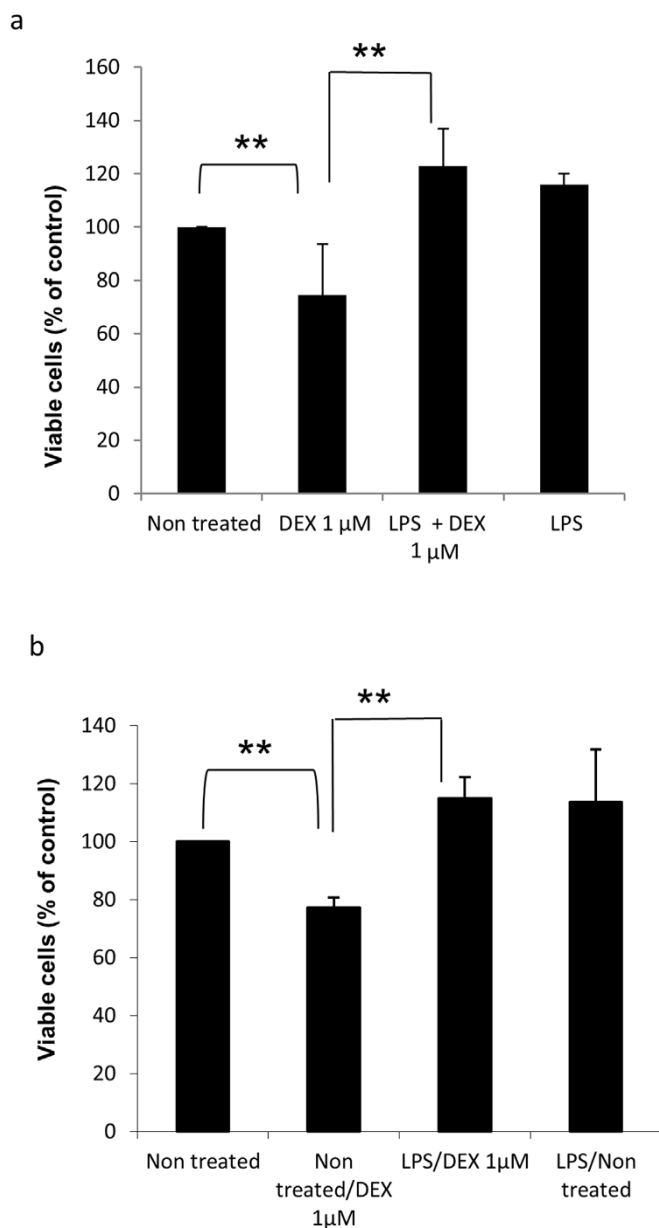 a
**
**
160
140
120
100
80
60
40
20
0
Viable cells (% of control)
Non treated
DEX 1 µM
LPS + DEX
1 µM
LPS
b
**
**
140
120
100
80
60
40
20
0
Viable cells (% of control)
Non treated
Non
treated/DEX
1µM
LPS/DEX 1µM
LPS/Non
treated